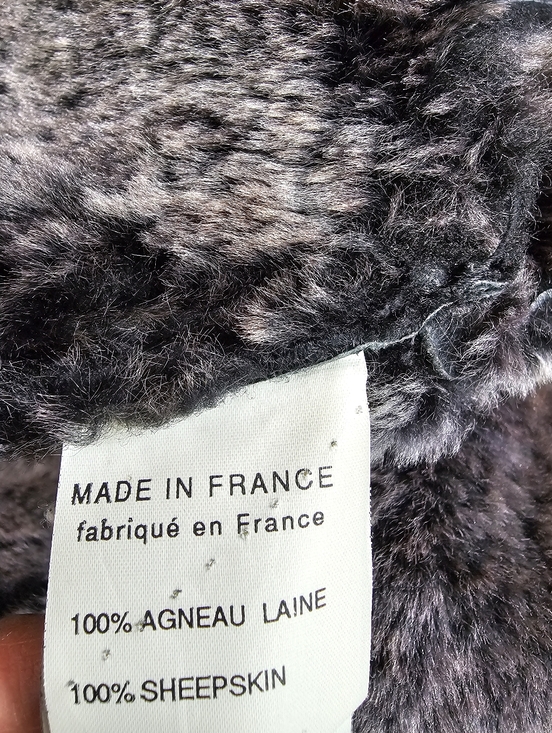 MADE IN FRANCE
fabriqué en France
100% AGNEAU LAINE
100% SHEEPSKIN